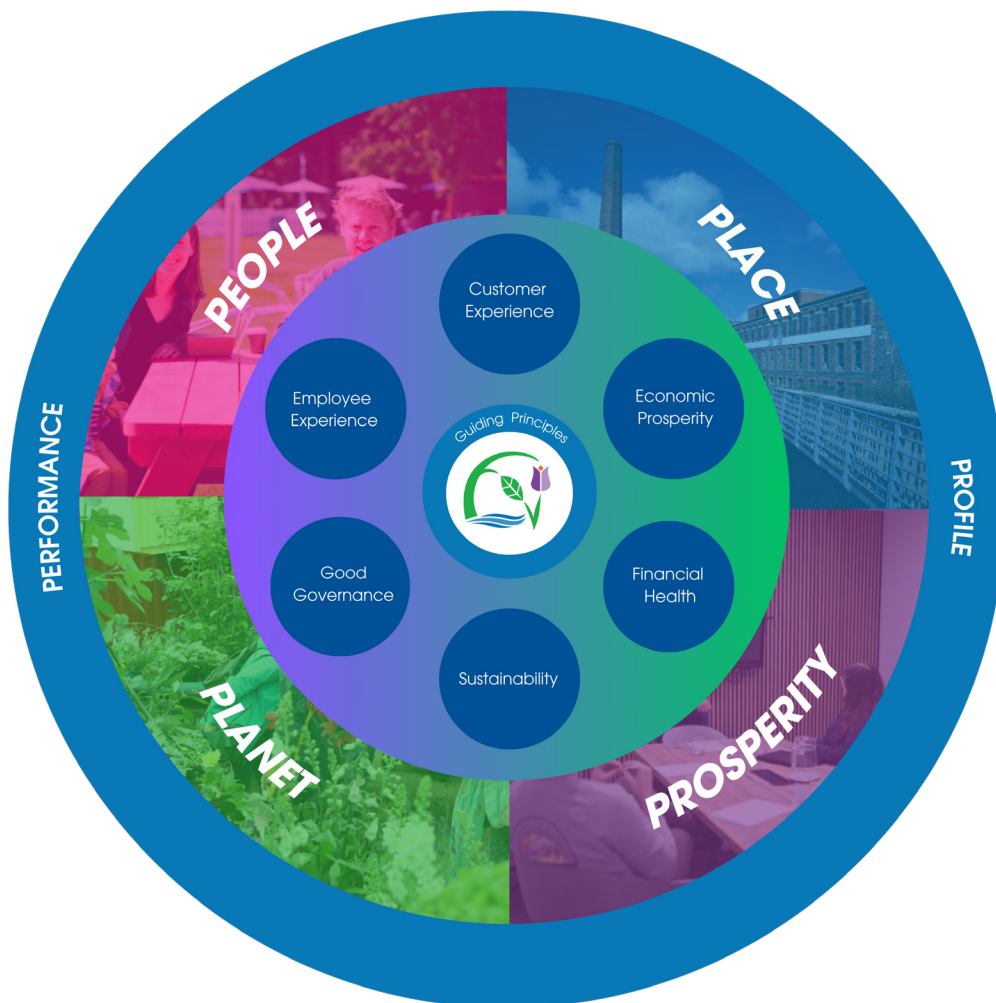 PEOPLE
PLACE
PERFORMANCE
PROFILE
Customer
Experience
Employee
Experience
Economic
Prosperity
Guiding Principles
Good
Governance
Financial
Health
Sustainability
PLANET
PROSPERITY